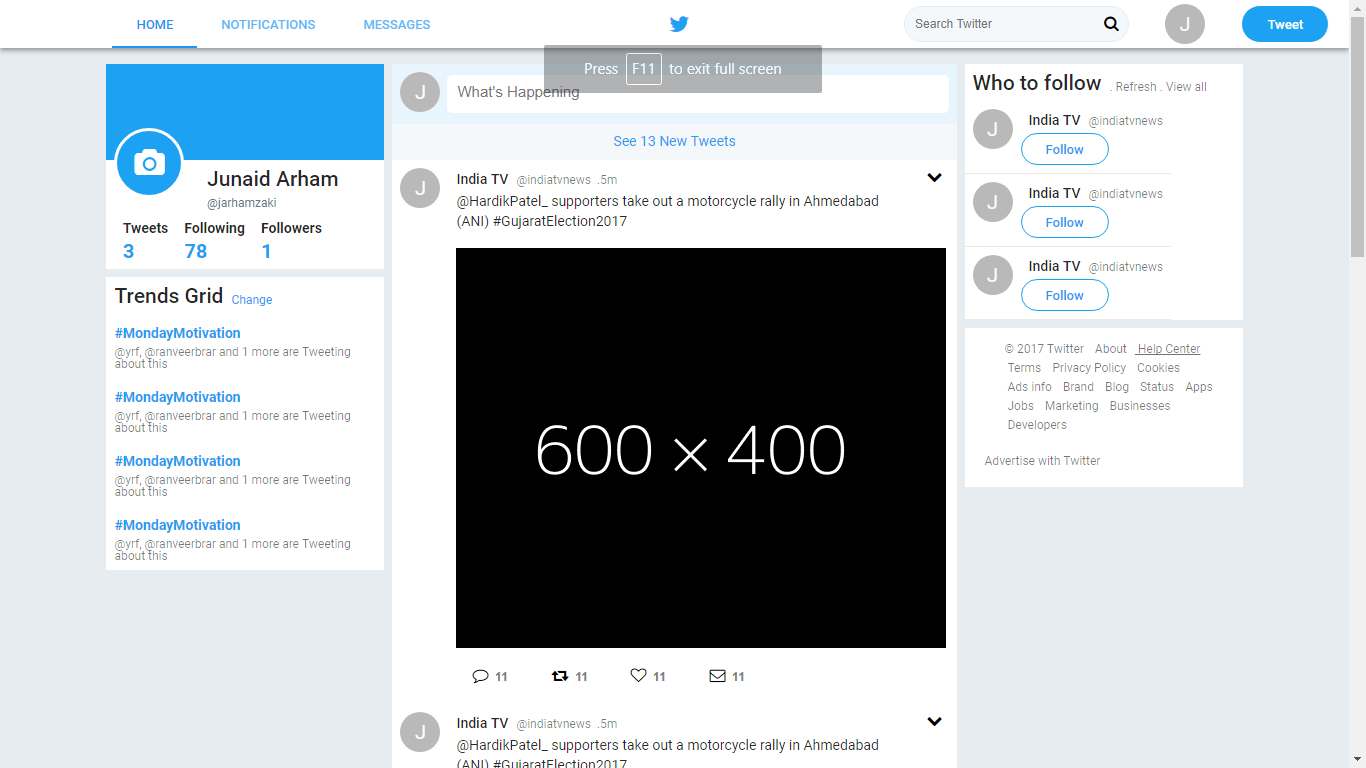 HOME NOTIFICATIONS MESSAGES Search Twitter J Tweet
Press F11 to exit full screen
J What's Happening
See 13 New Tweets
Junaid Arham
@jarhamzaki
Tweets Following Followers
3 78 1
Trends Grid Change
#MondayMotivation
@yrf, @ranveerbrar and 1 more are Tweeting
about this
#MondayMotivation
@yrf, @ranveerbrar and 1 more are Tweeting
about this
#MondayMotivation
@yrf, @ranveerbrar and 1 more are Tweeting
about this
#MondayMotivation
@yrf, @ranveerbrar and 1 more are Tweeting
about this
J India TV @indiatvnews .5m
@HardikPatel_ supporters take out a motorcycle rally in Ahmedabad
(ANI) #GujaratElection2017
600 × 400
11 11 11 11
J India TV @indiatvnews .5m
@HardikPatel_ supporters take out a motorcycle rally in Ahmedabad
(ANI) #GujaratElection2017
Who to follow . Refresh . View all
J India TV @indiatvnews
Follow
J India TV @indiatvnews
Follow
J India TV @indiatvnews
Follow
© 2017 Twitter About Help Center
Terms Privacy Policy Cookies
Ads info Brand Blog Status Apps
Jobs Marketing Businesses
Developers
Advertise with Twitter